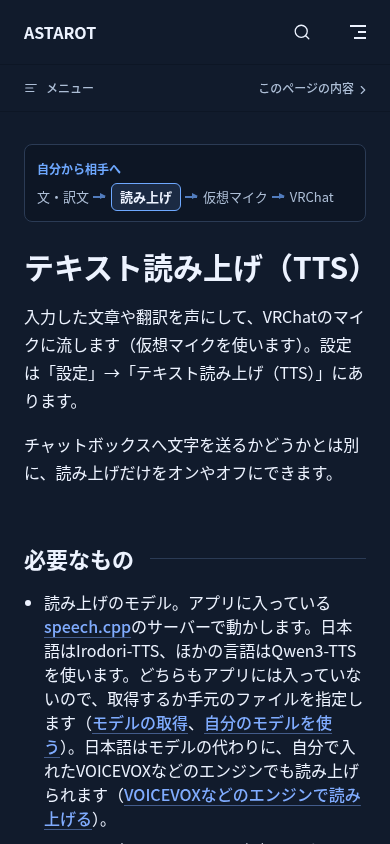 ASTAROT
メニュー
このページの内容
自分から相手へ
文・訳文 → 読み上げ → 仮想マイク → VRChat
テキスト読み上げ（TTS）
入力した文章や翻訳を声にして、VRChatのマイ
クに流します（仮想マイクを使います）。設定
は「設定」→「テキスト読み上げ（TTS）」にあ
ります。
チャットボックスへ文字を送るかどうかとは別
に、読み上げだけをオンやオフにできます。
必要なもの
読み上げのモデル。アプリに入っている
speech.cppのサーバーで動かします。日本
語はIrodori-TTS、ほかの言語はQwen3-TTS
を使います。どちらもアプリには入っていな
いので、取得するか手元のファイルを指定し
ます（モデルの取得、自分のモデルを使
う）。日本語はモデルの代わりに、自分で入
れたVOICEVOXなどのエンジンでも読み上げ
られます（VOICEVOXなどのエンジンで読み
上げる）。